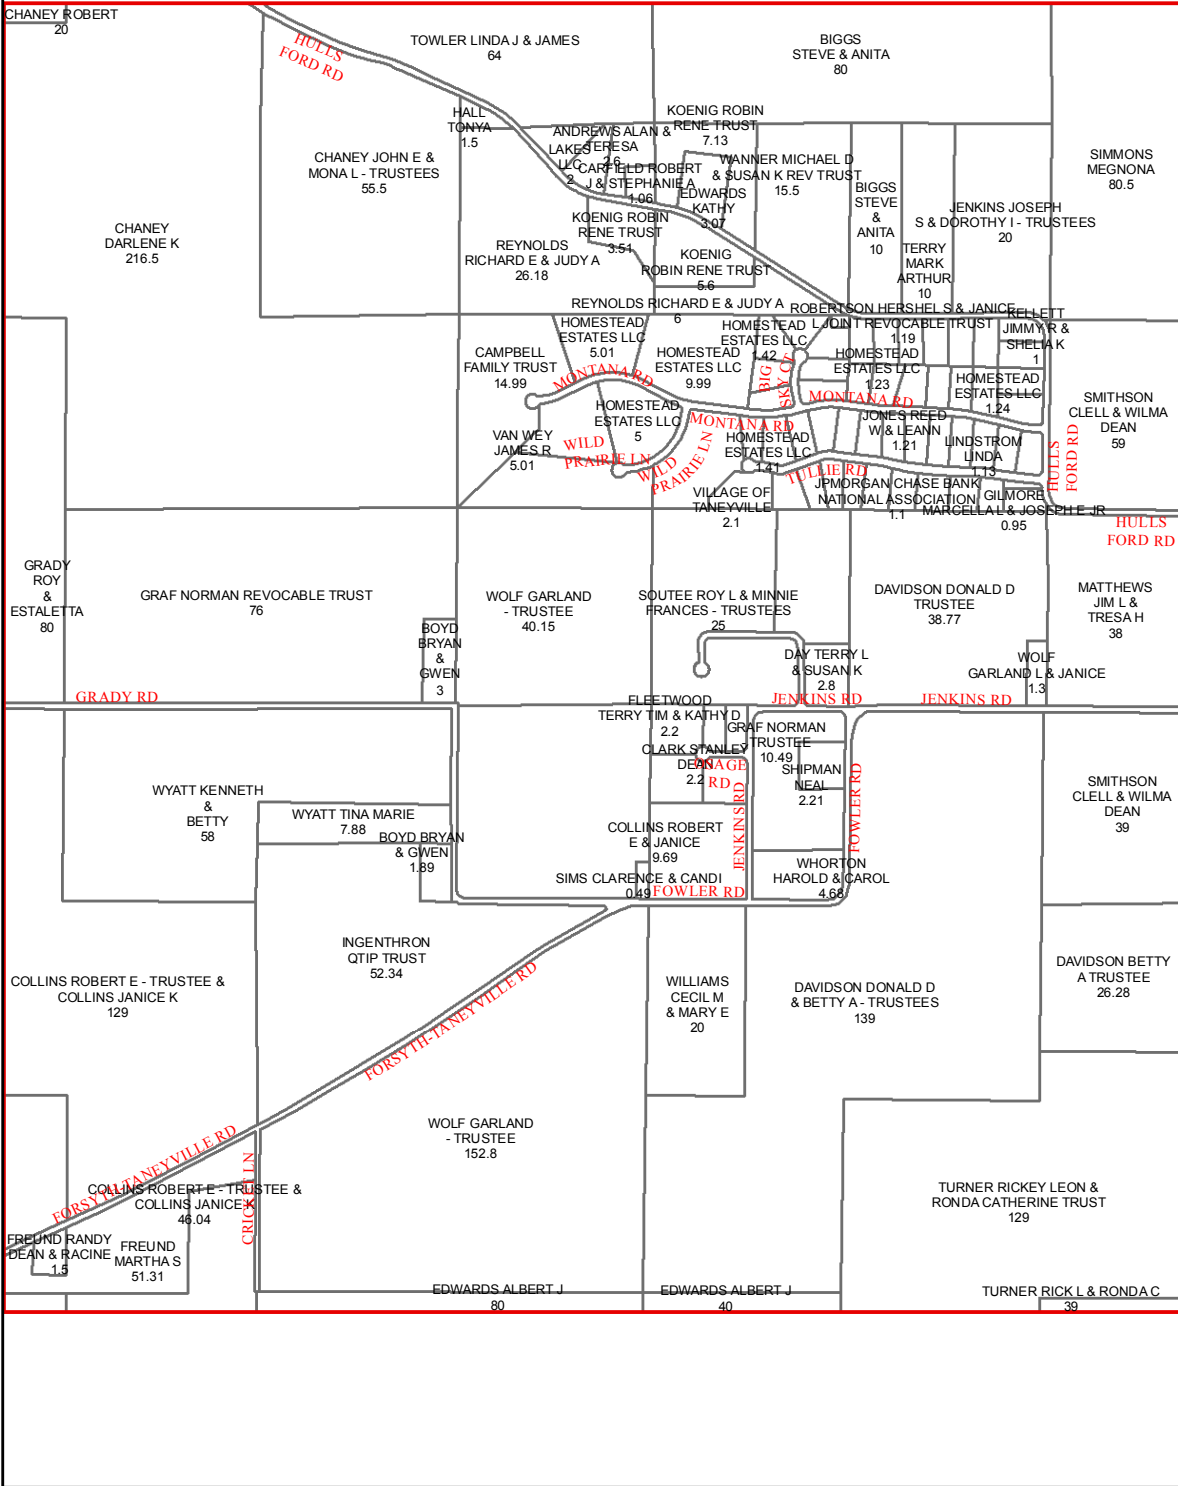 CHANEY ROBERT
20
TOWLER LINDA J & JAMES
64
BIGGS
STEVE & ANITA
80
HULLS
FORD RD
HALL
TONYA
1.5
CHANEY JOHN E &
MONA L - TRUSTEES
55.5
LAKES
LLC
2
ANDREWS ALAN &
TERESA
2.6
CARFIELD ROBERT
J & STEPHANIE A
1.06
KOENIG ROBIN
RENE TRUST
7.13
EDWARDS
KATHY
3.07
WANNER MICHAEL D
& SUSAN K REV TRUST
15.5
BIGGS
STEVE
&
ANITA
10
TERRY
MARK
ARTHUR
10
JENKINS JOSEPH
S & DOROTHY I - TRUSTEES
20
SIMMONS
MEGNONA
80.5
CHANEY
DARLENE K
216.5
REYNOLDS
RICHARD E & JUDY A
26.18
KOENIG ROBIN
RENE TRUST
3.51
KOENIG
ROBIN RENE TRUST
5.6
REYNOLDS RICHARD E & JUDY A
6
ROBERTSON HERSHEL S & JANICE
L JOINT REVOCABLE TRUST
1.19
KELLETT
JIMMY R &
SHELIA K
1
CAMPBELL
FAMILY TRUST
14.99
HOMESTEAD
ESTATES LLC
5.01
HOMESTEAD
ESTATES LLC
9.99
HOMESTEAD
ESTATES LLC
1.42
HOMESTEAD
ESTATES LLC
1.23
HOMESTEAD
ESTATES LLC
1.24
SMITHSON
CLELL & WILMA
DEAN
59
MONTANA RD
BIG
SKY CT
MONTANA RD
MONTANA RD
HOMESTEAD
ESTATES LLC
5
VAN WEY
JAMES R
5.01
WILD
PRAIRIE LN
WILD
PRAIRIE LN
HOMESTEAD
ESTATES LLC
1.41
JONES REED
W & LEANN
1.21
LINDSTROM
LINDA
1.13
HULLS
FORD RD
TULLIE RD
VILLAGE OF
TANEYVILLE
2.1
JPMORGAN CHASE BANK
NATIONAL ASSOCIATION
1.1
GILMORE
MARCELLA L & JOSEPH E JR
0.95
HULLS
FORD RD
GRADY
ROY
&
ESTALETTA
80
GRAF NORMAN REVOCABLE TRUST
76
BOYD
BRYAN
&
GWEN
3
WOLF GARLAND
- TRUSTEE
40.15
SOUTEE ROY L & MINNIE
FRANCES - TRUSTEES
25
DAVIDSON DONALD D
TRUSTEE
38.77
MATTHEWS
JIM L &
TRESA H
38
DAY TERRY L
& SUSAN K
2.8
WOLF
GARLAND L & JANICE
1.3
GRADY RD
JENKINS RD
JENKINS RD
FLEETWOOD
TERRY TIM & KATHY D
2.2
GRAF NORMAN
TRUSTEE
10.49
CLARK STANLEY
DEAN
2.2
RD
SHIPMAN
NEAL
2.21
JENKINS RD
FOWLER RD
WYATT KENNETH
&
BETTY
58
WYATT TINA MARIE
7.88
BOYD BRYAN
& GWEN
1.89
COLLINS ROBERT
E & JANICE
9.69
SIMS CLARENCE & CANDI
0.49
FOWLER RD
WHORTON
HAROLD & CAROL
4.68
SMITHSON
CLELL & WILMA
DEAN
39
INGENTHRON
QTIP TRUST
52.34
COLLINS ROBERT E - TRUSTEE &
COLLINS JANICE K
129
FORSYTH-TANEYVILLE RD
WILLIAMS
CECIL M
& MARY E
20
DAVIDSON DONALD D
& BETTY A - TRUSTEES
139
DAVIDSON BETTY
A TRUSTEE
26.28
WOLF GARLAND
- TRUSTEE
152.8
FORSYTH-TANEYVILLE RD
CRICKET LN
COLLINS ROBERT E - TRUSTEE &
COLLINS JANICE K
46.04
FREUND RANDY
DEAN & RACINE
1.5
FREUND
MARTHA S
51.31
TURNER RICKEY LEON &
RONDA CATHERINE TRUST
129
EDWARDS ALBERT J
80
EDWARDS ALBERT J
40
TURNER RICK L & RONDA C
39